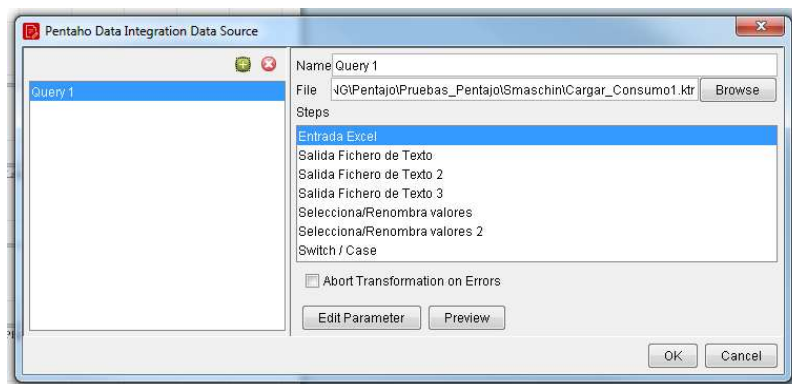 Pentaho Data Integration Data Source
Query 1
Name Query 1
File \G\Pentajo\Pruebas_Pentajo\Smaschin\Cargar_Consumo1.ktr Browse
Steps
Entrada Excel
Salida Fichero de Texto
Salida Fichero de Texto 2
Salida Fichero de Texto 3
Selecciona/Renombra valores
Selecciona/Renombra valores 2
Switch / Case
Abort Transformation on Errors
Edit Parameter Preview
OK Cancel